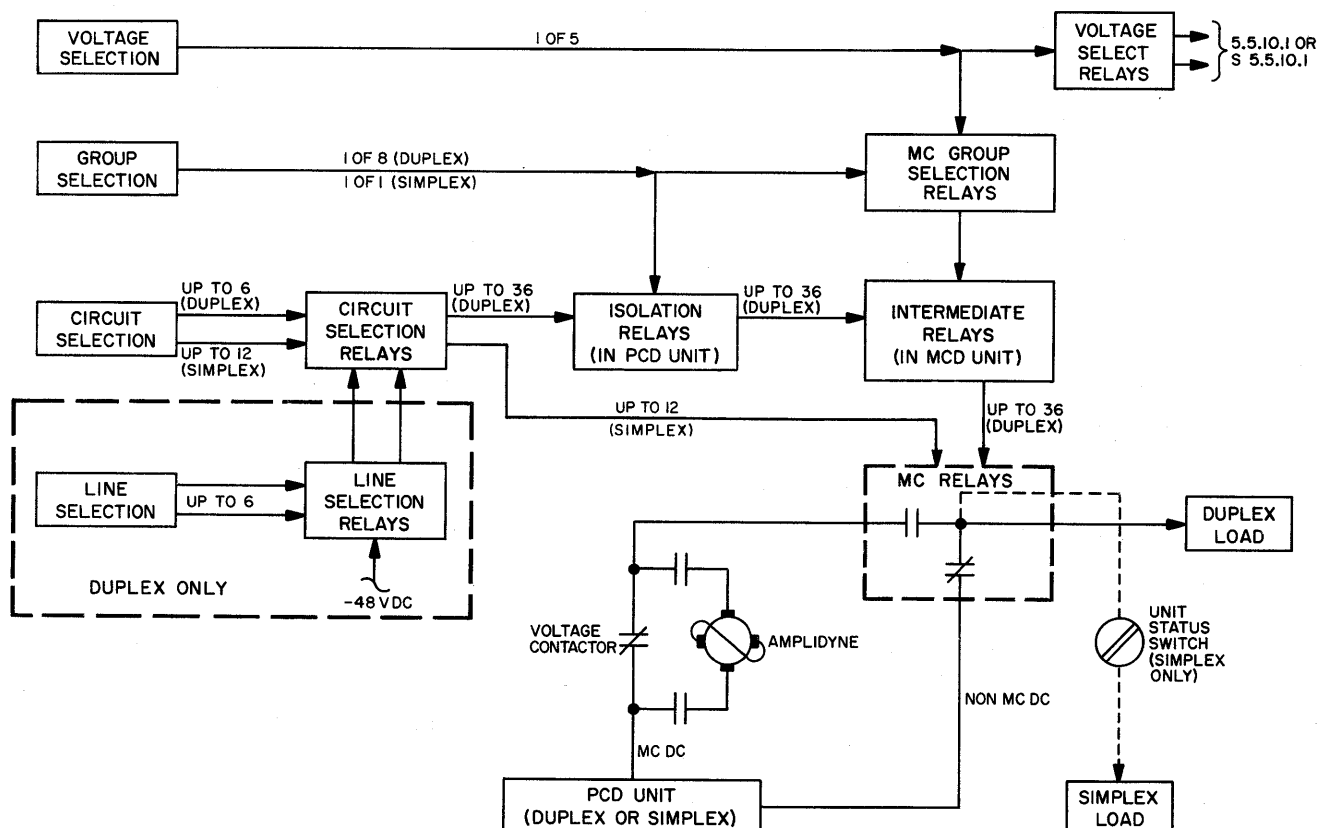 VOLTAGE
SELECTION
1 OF 5
VOLTAGE
SELECT
RELAYS
5.5.10.1 OR
S 5.5.10.1
GROUP
SELECTION
1 OF 8 (DUPLEX)
1 OF 1 (SIMPLEX)
MC GROUP
SELECTION
RELAYS
CIRCUIT
SELECTION
UP TO 6
(DUPLEX)
UP TO 12
(SIMPLEX)
CIRCUIT
SELECTION
RELAYS
UP TO 36
(DUPLEX)
ISOLATION
RELAYS
(IN PCD UNIT)
UP TO 36
(DUPLEX)
INTERMEDIATE
RELAYS
(IN MCD UNIT)
UP TO 12
(SIMPLEX)
UP TO 36
(DUPLEX)
LINE
SELECTION
UP TO 6
LINE
SELECTION
RELAYS
DUPLEX ONLY
-48 VDC
MC RELAYS
DUPLEX
LOAD
VOLTAGE
CONTACTOR
AMPLIDYNE
UNIT
STATUS
SWITCH
(SIMPLEX
ONLY)
NON MC DC
MC DC
PCD UNIT
(DUPLEX OR SIMPLEX)
SIMPLEX
LOAD